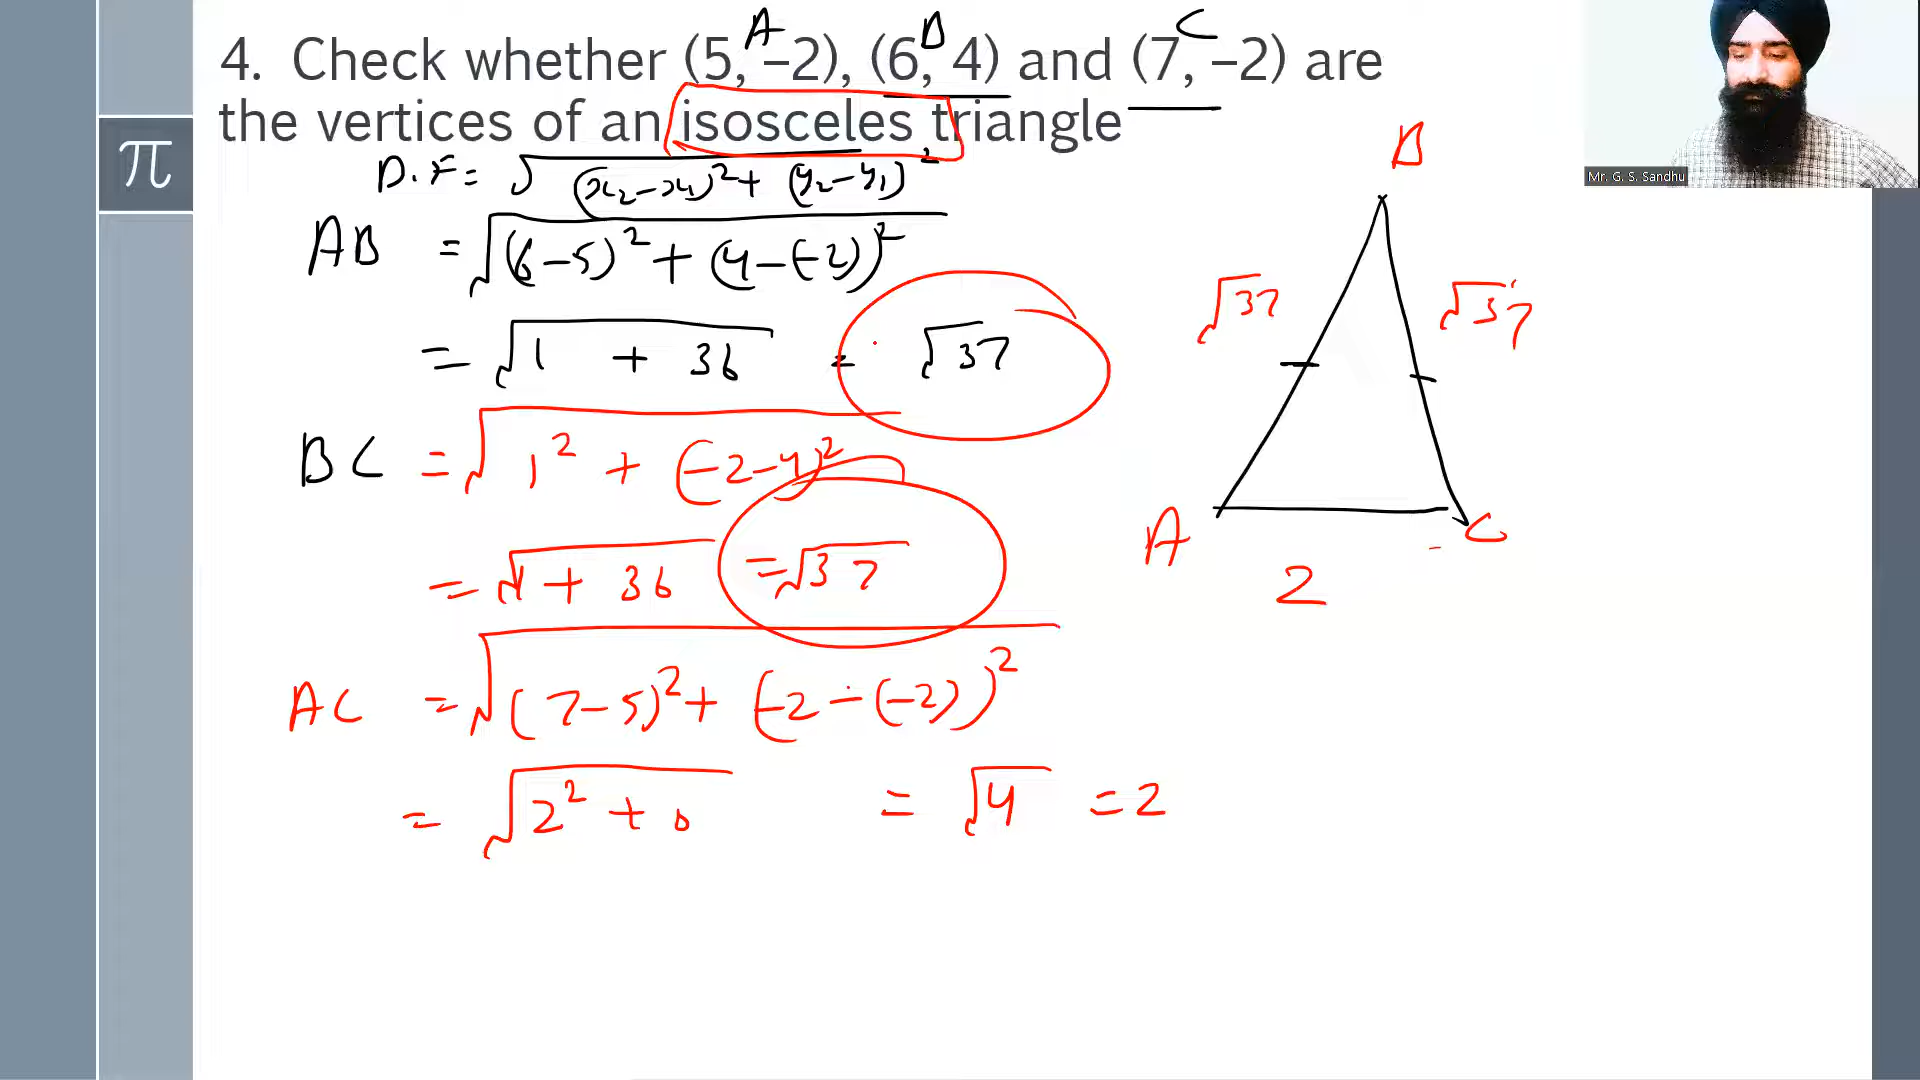 4. Check whether (5, –2), (6, 4) and (7, –2) are
A B C
the vertices of an isosceles triangle
π
Mr. G. S. Sandhu
D.F = √(x₂–x₁)² + (y₂–y₁)²
AB = √(6–5)² + (4–(–2))²
= √1 + 36 = √37
BC = √1² + (–2–4)²
= √1 + 36 = √37
AC = √(7–5)² + (–2–(–2))²
= √2² + 0 = √4 = 2
B
√37 √37
A C
2